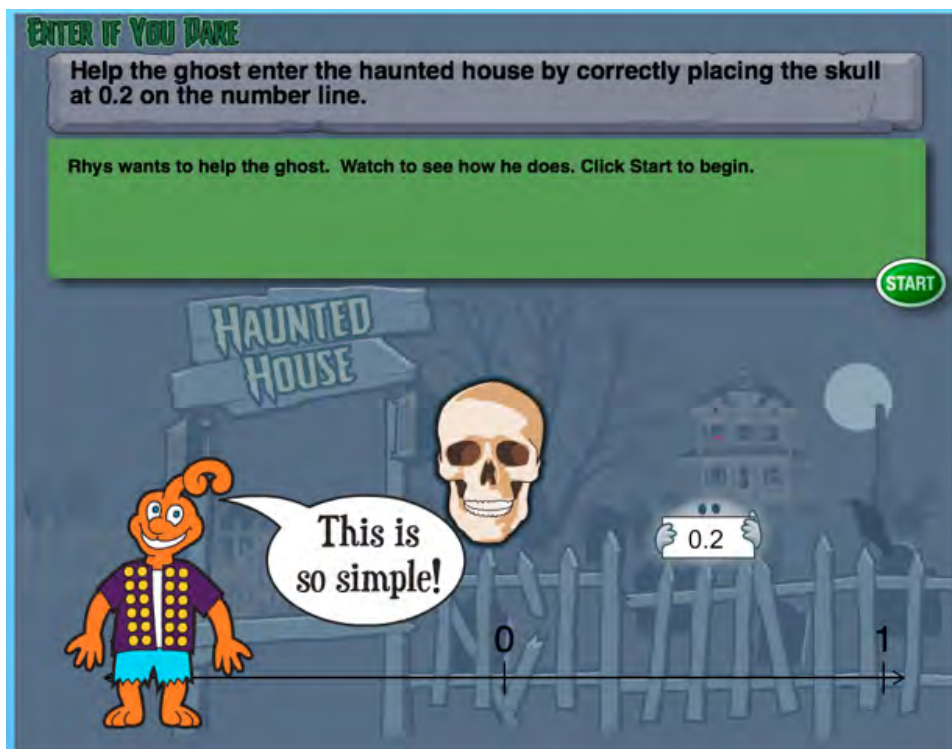 ENTER IF YOU DARE
Help the ghost enter the haunted house by correctly placing the skull
at 0.2 on the number line.
Rhys wants to help the ghost. Watch to see how he does. Click Start to begin.
START
HAUNTED
HOUSE
This is
so simple!
0.2
0 1